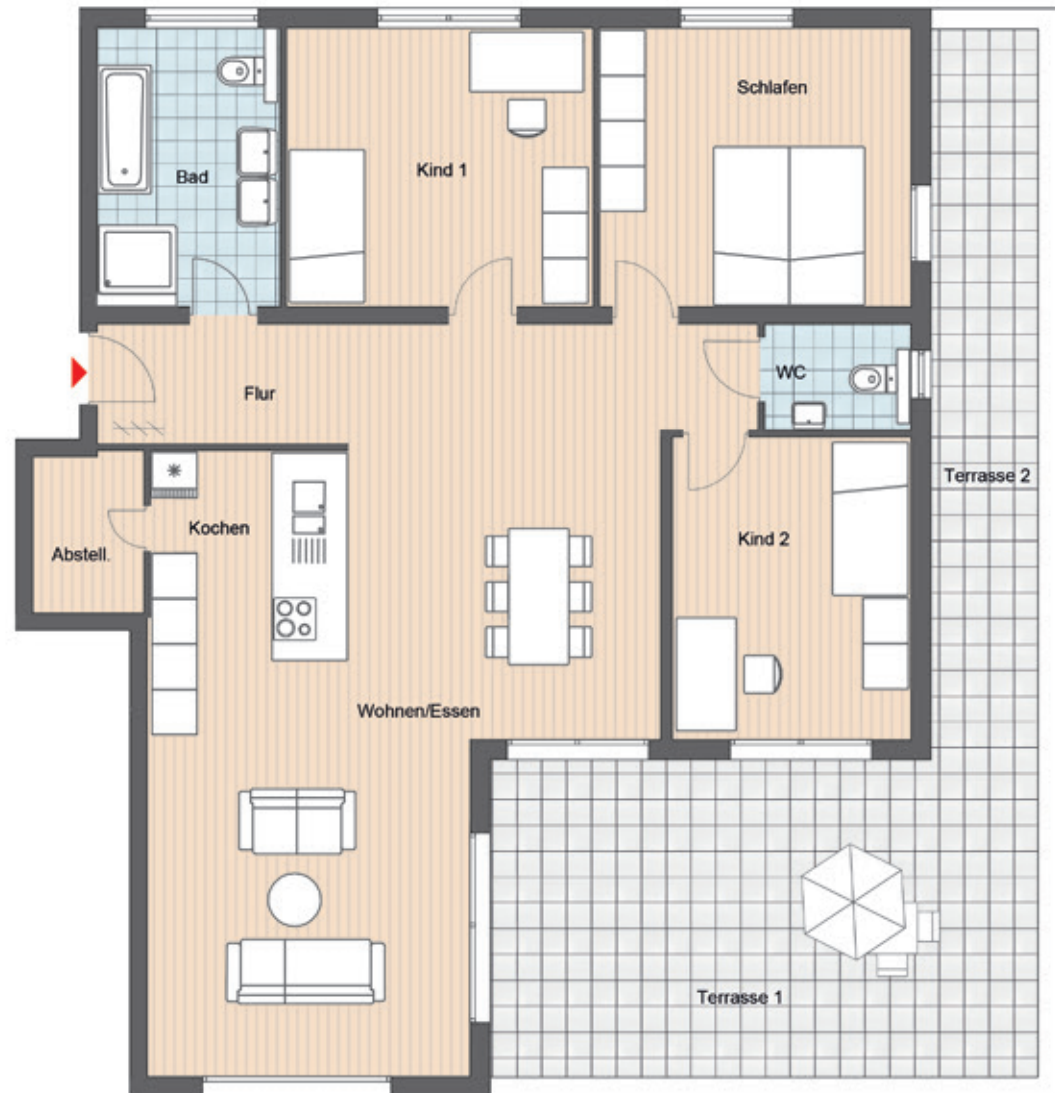 Schlafen
Kind 1
Bad
WC
Flur
Terrasse 2
Kochen
Kind 2
Abstell.
Wohnen/Essen
Terrasse 1